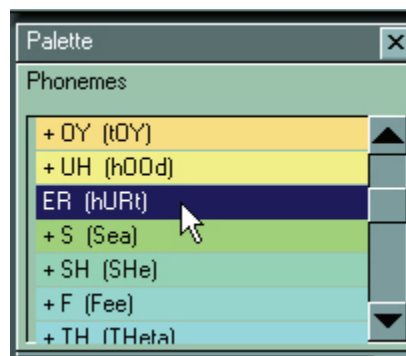 Palette
Phonemes
+ OY (tOY)
+ UH (hOOd)
ER (hURt)
+ S (Sea)
+ SH (SHe)
+ F (Fee)
+ TH (THeta)